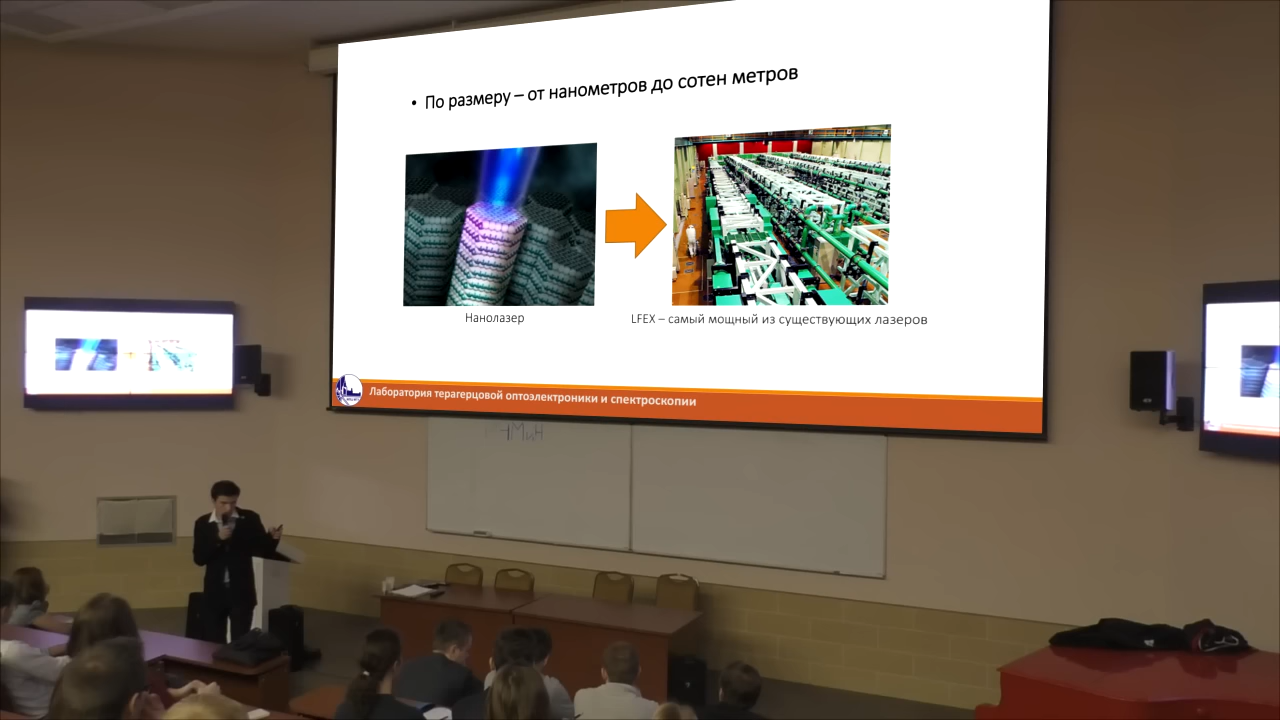 • По размеру – от нанометров до сотен метров
Нанолазер
LFEX – самый мощный из существующих лазеров
Лаборатория терагерцовой оптоэлектроники и спектроскопии